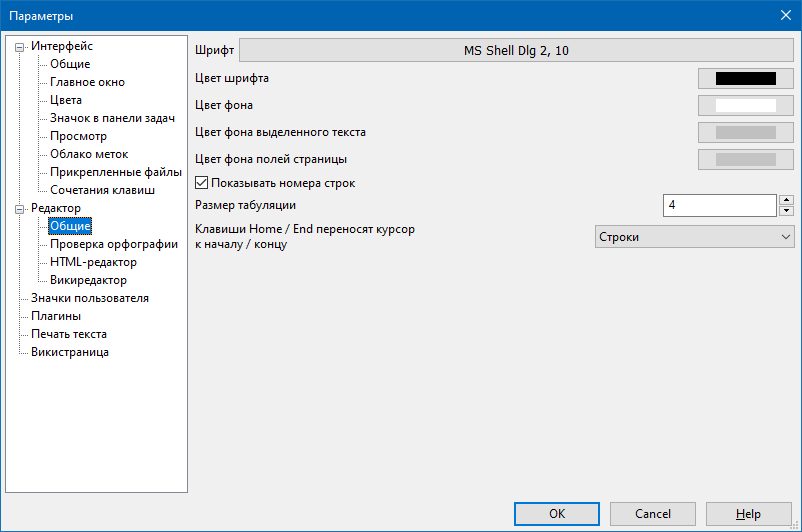 Параметры
Интерфейс
Общие
Главное окно
Цвета
Значок в панели задач
Просмотр
Облако меток
Прикрепленные файлы
Сочетания клавиш
Редактор
Общие
Проверка орфографии
HTML-редактор
Викиредактор
Значки пользователя
Плагины
Печать текста
Викистраница
Шрифт MS Shell Dlg 2, 10
Цвет шрифта
Цвет фона
Цвет фона выделенного текста
Цвет фона полей страницы
Показывать номера строк
Размер табуляции 4
Клавиши Home / End переносят курсор
к началу / концу
Строки
OK Cancel Help